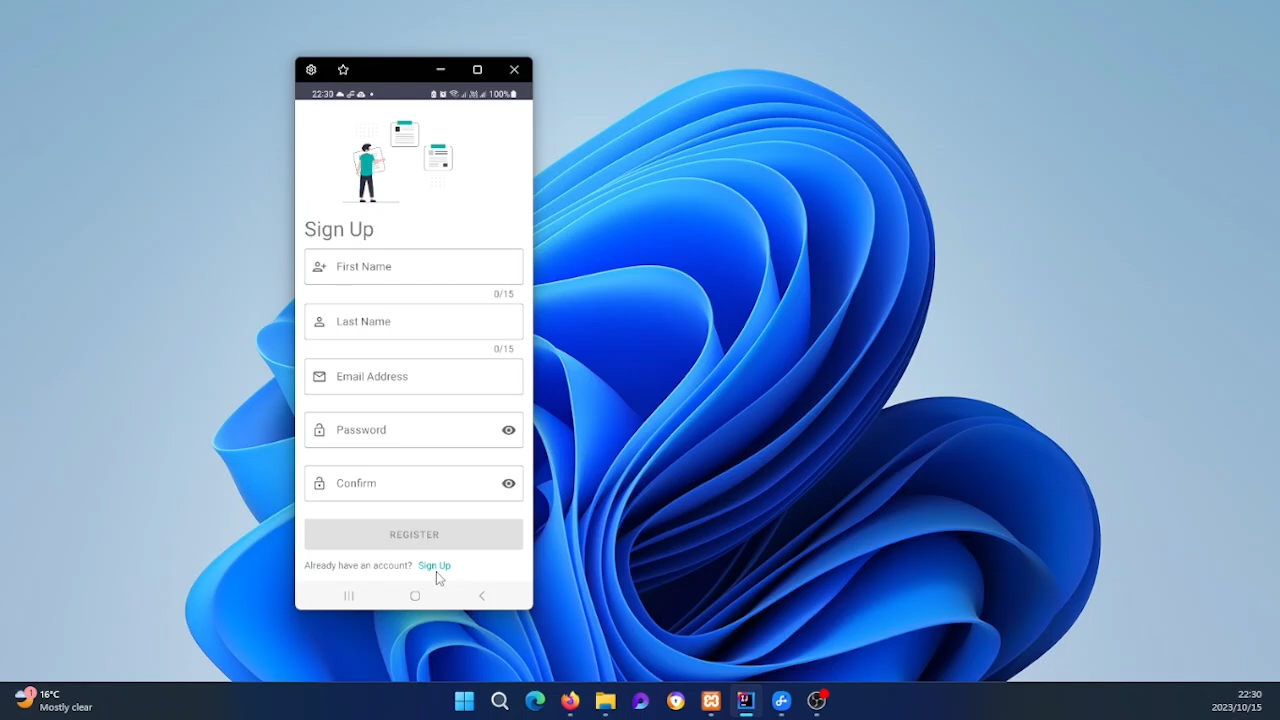 22:30
100%
Sign Up
First Name
0/15
Last Name
0/15
Email Address
Password
Confirm
REGISTER
Already have an account? Sign Up
1
16°C
Mostly clear
22:30
2023/10/15